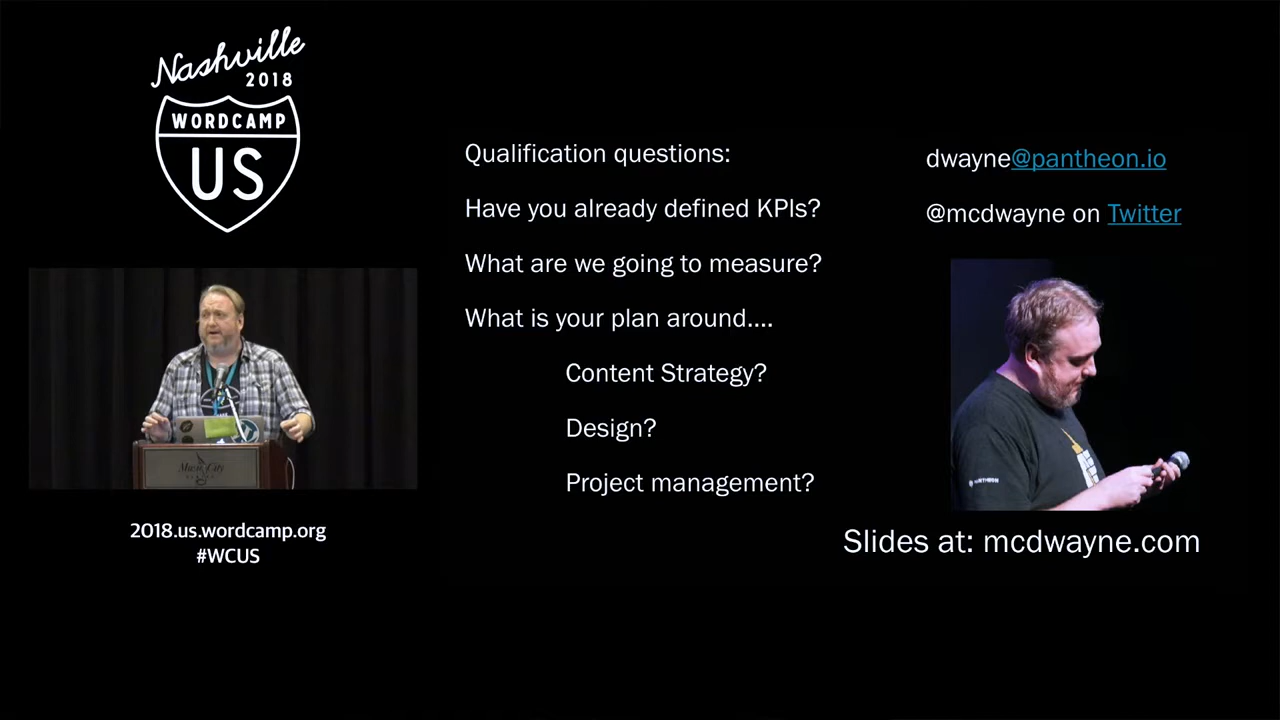 Nashville
2018
WORDCAMP
US
Qualification questions:
Have you already defined KPIs?
What are we going to measure?
What is your plan around....
Content Strategy?
Design?
Project management?
dwayne@pantheon.io
@mcdwayne on Twitter
Slides at: mcdwayne.com
Music City
2018.us.wordcamp.org
#WCUS